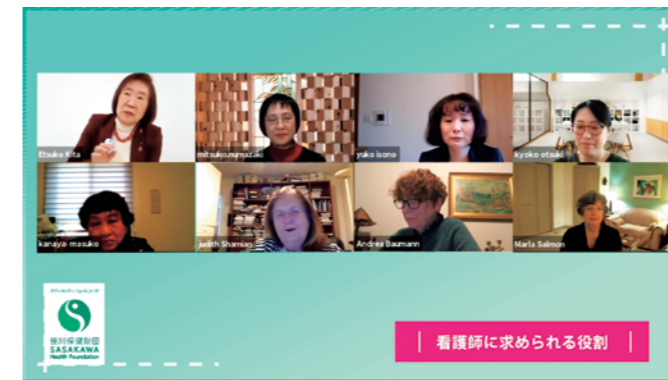 Etsuko Kita
mitsuko numazaki
yuko isono
kyoko otsuki
kanaya-masuko
Judith Shamian
Andrea Baumann
Marla Salmon
笹川保健財団
SASAKAWA
Health Foundation
看護師に求められる役割